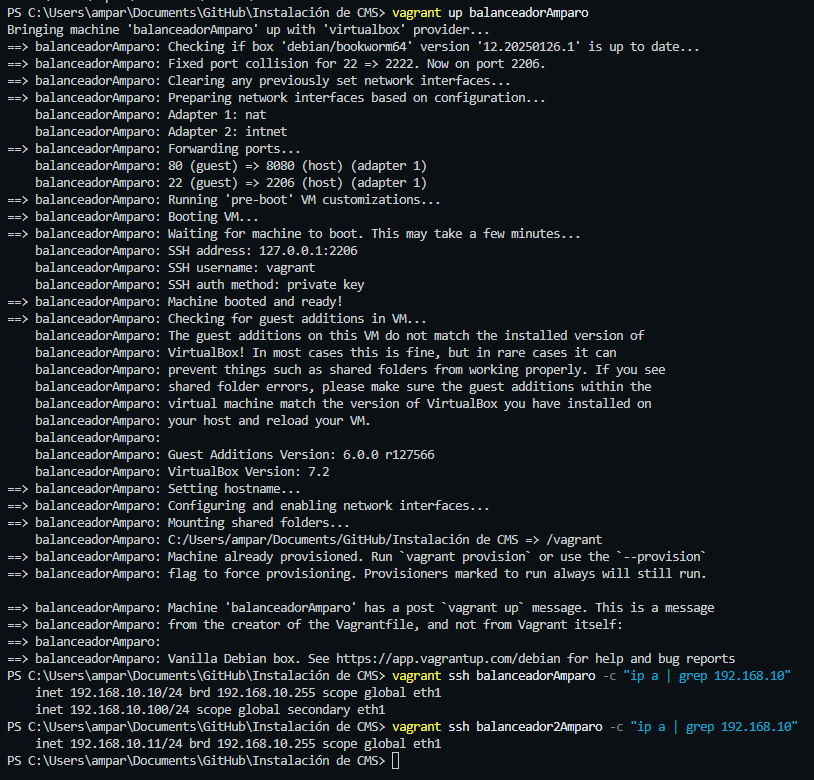 PS C:\Users\ampar\Documents\GitHub\Instalación de CMS> vagrant up balanceadorAmparo
Bringing machine 'balanceadorAmparo' up with 'virtualbox' provider...
==> balanceadorAmparo: Checking if box 'debian/bookworm64' version '12.20250126.1' is up to date...
==> balanceadorAmparo: Fixed port collision for 22 => 2222. Now on port 2206.
==> balanceadorAmparo: Clearing any previously set network interfaces...
==> balanceadorAmparo: Preparing network interfaces based on configuration...
    balanceadorAmparo: Adapter 1: nat
    balanceadorAmparo: Adapter 2: intnet
==> balanceadorAmparo: Forwarding ports...
    balanceadorAmparo: 80 (guest) => 8080 (host) (adapter 1)
    balanceadorAmparo: 22 (guest) => 2206 (host) (adapter 1)
==> balanceadorAmparo: Running 'pre-boot' VM customizations...
==> balanceadorAmparo: Booting VM...
==> balanceadorAmparo: Waiting for machine to boot. This may take a few minutes...
    balanceadorAmparo: SSH address: 127.0.0.1:2206
    balanceadorAmparo: SSH username: vagrant
    balanceadorAmparo: SSH auth method: private key
==> balanceadorAmparo: Machine booted and ready!
==> balanceadorAmparo: Checking for guest additions in VM...
    balanceadorAmparo: The guest additions on this VM do not match the installed version of
    balanceadorAmparo: VirtualBox! In most cases this is fine, but in rare cases it can
    balanceadorAmparo: prevent things such as shared folders from working properly. If you see
    balanceadorAmparo: shared folder errors, please make sure the guest additions within the
    balanceadorAmparo: virtual machine match the version of VirtualBox you have installed on
    balanceadorAmparo: your host and reload your VM.
    balanceadorAmparo:
    balanceadorAmparo: Guest Additions Version: 6.0.0 r127566
    balanceadorAmparo: VirtualBox Version: 7.2
==> balanceadorAmparo: Setting hostname...
==> balanceadorAmparo: Configuring and enabling network interfaces...
==> balanceadorAmparo: Mounting shared folders...
    balanceadorAmparo: C:/Users/ampar/Documents/GitHub/Instalación de CMS => /vagrant
==> balanceadorAmparo: Machine already provisioned. Run `vagrant provision` or use the `--provision`
==> balanceadorAmparo: flag to force provisioning. Provisioners marked to run always will still run.

==> balanceadorAmparo: Machine 'balanceadorAmparo' has a post `vagrant up` message. This is a message
==> balanceadorAmparo: from the creator of the Vagrantfile, and not from Vagrant itself:
==> balanceadorAmparo:
==> balanceadorAmparo: Vanilla Debian box. See https://app.vagrantup.com/debian for help and bug reports
PS C:\Users\ampar\Documents\GitHub\Instalación de CMS> vagrant ssh balanceadorAmparo -c "ip a | grep 192.168.10"
    inet 192.168.10.10/24 brd 192.168.10.255 scope global eth1
    inet 192.168.10.100/24 scope global secondary eth1
PS C:\Users\ampar\Documents\GitHub\Instalación de CMS> vagrant ssh balanceador2Amparo -c "ip a | grep 192.168.10"
    inet 192.168.10.11/24 brd 192.168.10.255 scope global eth1
PS C:\Users\ampar\Documents\GitHub\Instalación de CMS>